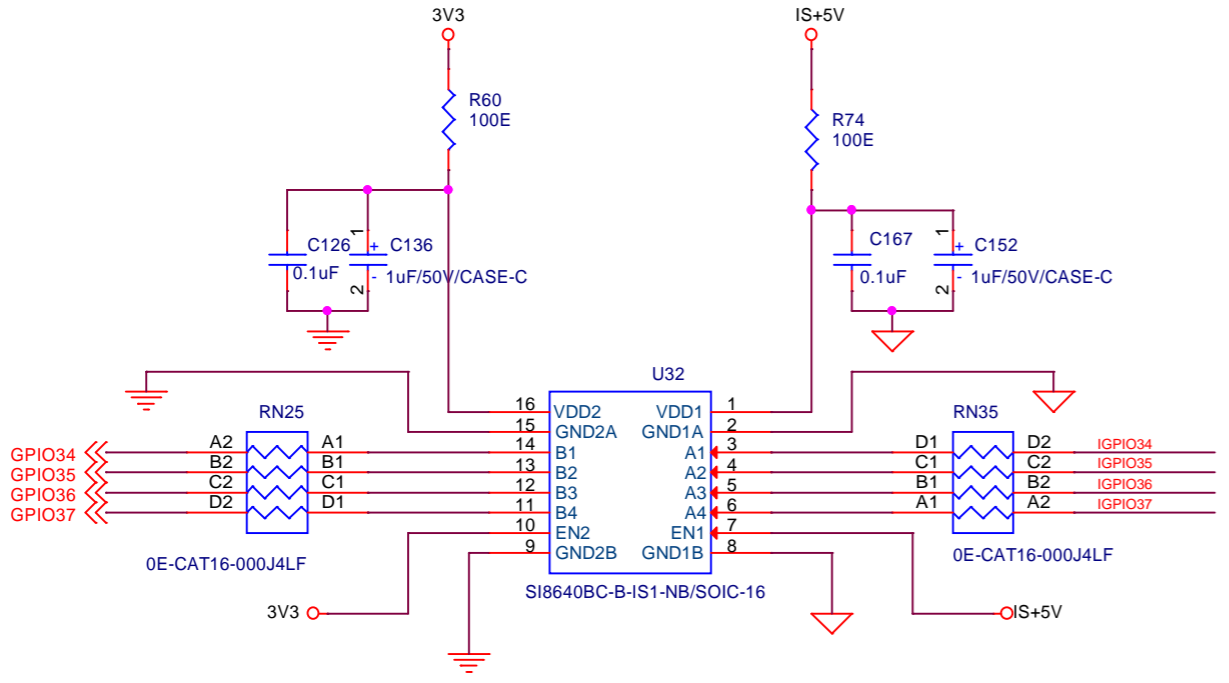 3V3
IS+5V
R60
100E
R74
100E
1
+
C126
C136
0.1uF
-
1uF/50V/CASE-C
2
C167
1
+
C152
0.1uF
-
1uF/50V/CASE-C
2
U32
RN25
RN35
16 VDD2 VDD1 1
15 GND2A GND1A 2
GPIO34 A2 A1 14 B1 A1 3 D1 D2 IGPIO34
GPIO35 B2 B1 13 B2 A2 4 C1 C2 IGPIO35
GPIO36 C2 C1 12 B3 A3 5 B1 B2 IGPIO36
GPIO37 D2 D1 11 B4 A4 6 A1 A2 IGPIO37
10 EN2 EN1 7
9 GND2B GND1B 8
0E-CAT16-000J4LF
0E-CAT16-000J4LF
SI8640BC-B-IS1-NB/SOIC-16
3V3
IS+5V